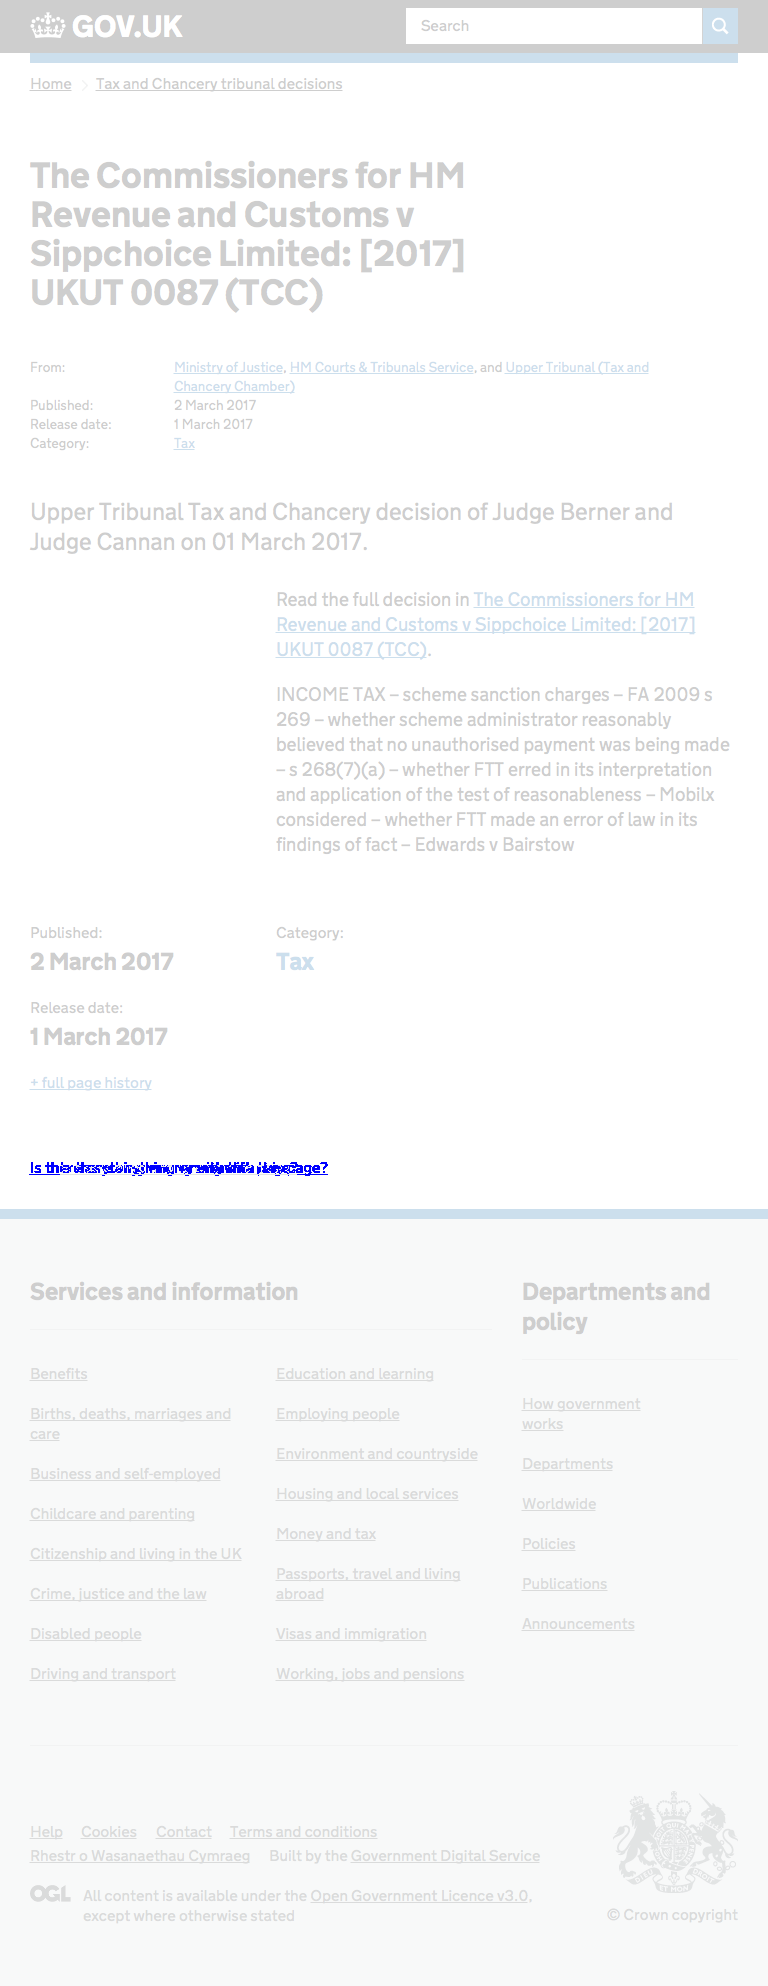 GOV.UK
Search
Home Tax and Chancery tribunal decisions
The Commissioners for HM
Revenue and Customs v
Sippchoice Limited: [2017]
UKUT 0087 (TCC)
From: Ministry of Justice, HM Courts & Tribunals Service, and Upper Tribunal (Tax and
Chancery Chamber)
Published: 2 March 2017
Release date: 1 March 2017
Category: Tax
Upper Tribunal Tax and Chancery decision of Judge Berner and
Judge Cannan on 01 March 2017.
Read the full decision in The Commissioners for HM
Revenue and Customs v Sippchoice Limited: [2017]
UKUT 0087 (TCC).
INCOME TAX – scheme sanction charges – FA 2009 s
269 – whether scheme administrator reasonably
believed that no unauthorised payment was being made
– s 268(7)(a) – whether FTT erred in its interpretation
and application of the test of reasonableness – Mobilx
considered – whether FTT made an error of law in its
findings of fact – Edwards v Bairstow
Published:
2 March 2017
Category:
Tax
Release date:
1 March 2017
+ full page history
Services and information
Benefits
Births, deaths, marriages and
care
Business and self-employed
Childcare and parenting
Citizenship and living in the UK
Crime, justice and the law
Disabled people
Driving and transport
Education and learning
Employing people
Environment and countryside
Housing and local services
Money and tax
Passports, travel and living
abroad
Visas and immigration
Working, jobs and pensions
Departments and
policy
How government
works
Departments
Worldwide
Policies
Publications
Announcements
Help Cookies Contact Terms and conditions
Rhestr o Wasanaethau Cymraeg Built by the Government Digital Service
OGL All content is available under the Open Government Licence v3.0,
except where otherwise stated
© Crown copyright